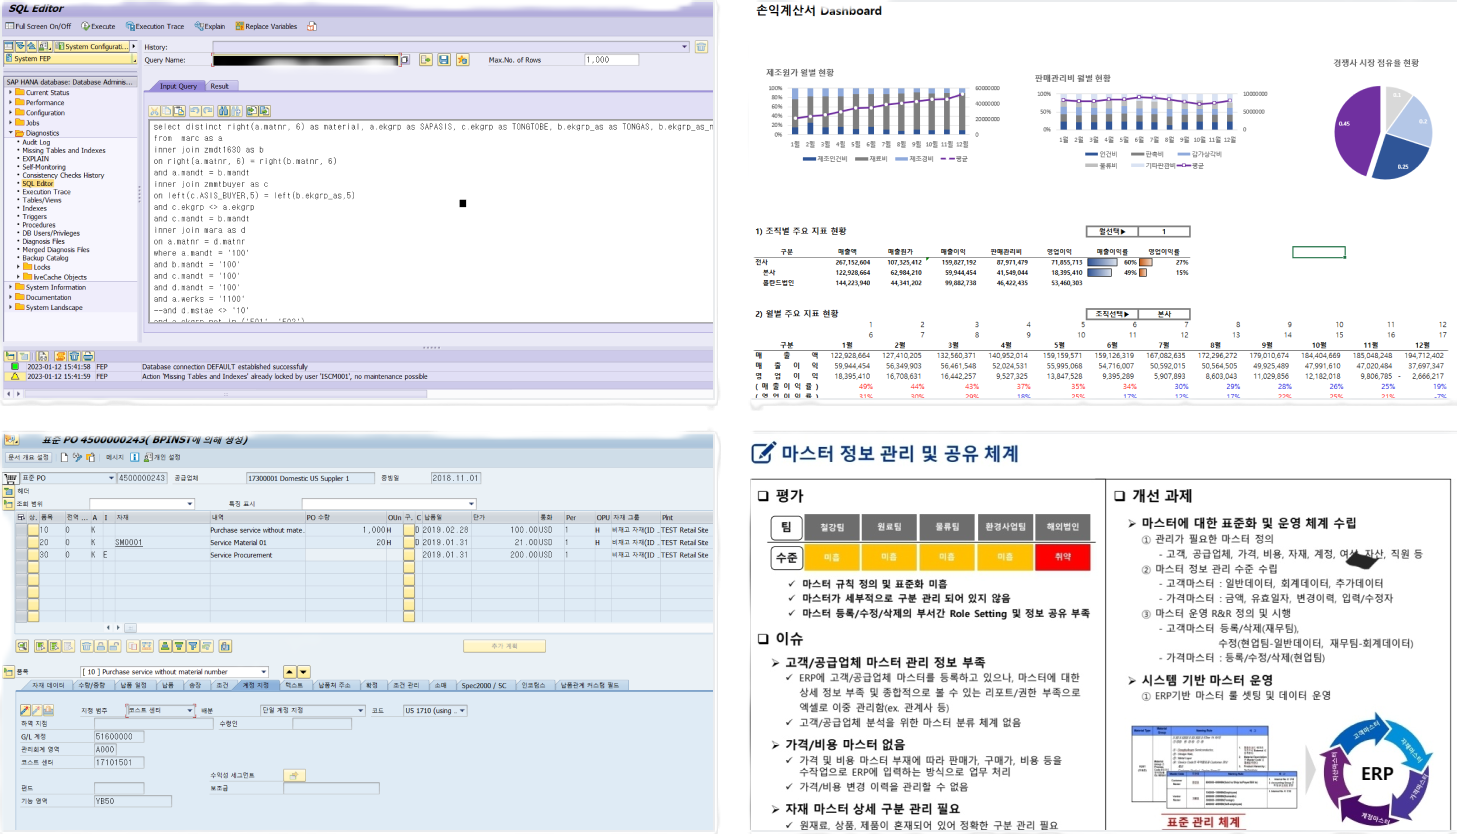 SQL Editor
Full Screen On/Off Execute Execution Trace Explain Replace Variables
System Configurati...
System FEP
History:
Query Name:
Max.No. of Rows 1,000
SAP HANA database: Database Adminis...
Current Status
Performance
Configuration
Jobs
Diagnostics
Audit Log
Missing Tables and Indexes
EXPLAIN
Self-Monitoring
Consistency Checks History
SQL Editor
Execution Trace
Tables/Views
Indexes
Triggers
Procedures
DB Users/Privileges
Diagnosis Files
Merged Diagnosis Files
Backup Catalog
Locks
liveCache Objects
System Information
Documentation
System Landscape
Input Query Result
select distinct right(a.matnr, 6) as material, a.ekgrp as SAPASIS, c.ekgrp as TONGTOBE, b.ekgrp_as as TONGAS,
from marc as a
inner join zmdt1630 as b
on right(a.matnr, 6) = right(b.matnr, 6)
and a.mandt = b.mandt
inner join zmmtbuyer as c
on left(c.ASIS_BUYER,5) = left(b.ekgrp_as,5)
and c.ekgrp <> a.ekgrp
and c.mandt = b.mandt
inner join mara as d
on a.matnr = d.matnr
where a.mandt = '100'
and b.mandt = '100'
and c.mandt = '100'
and d.mandt = '100'
and a.werks = '1100'
--and d.mstae <> '10'
2023-01-12 15:41:58 FEP Database connection DEFAULT established successfully
2023-01-12 15:41:59 FEP Action 'Missing Tables and Indexes' already locked by user 'ISCM001', no maintenance possible
손익계산서 Dashboard
제조원가 월별 현황
100% 80% 60% 40% 20% 0%
60000000 40000000 20000000 0
1월 2월 3월 4월 5월 6월 7월 8월 9월 10월 11월 12월
제조인건비 재료비 제조경비 평균
판매관리비 월별 현황
100% 50% 0%
10000000 5000000 0
1월 2월 3월 4월 5월 6월 7월 8월 9월 10월 11월 12월
인건비 판촉비 감가상각비
물류비 기타판관비 평균
경쟁사 시장 점유율 현황
0.1
0.2
0.25
0.45
1) 조직별 주요 지표 현황
월선택▶ 1
구분 매출액 매출원가 매출이익 판매관리비 영업이익 매출이익률 영업이익률
전사 267,152,604 107,325,412 159,827,192 87,971,479 71,855,713 60% 27%
본사 122,928,664 62,984,210 59,944,454 41,549,044 18,395,410 49% 15%
폴란드법인 144,223,940 44,341,202 99,882,738 46,422,435 53,460,303
2) 월별 주요 지표 현황
조직선택▶ 본사
1 2 3 4 5 6 7 8 9 10 11 12
6 7 8 9 10 11 12 13 14 15 16 17
구분 1월 2월 3월 4월 5월 6월 7월 8월 9월 10월 11월 12월
매 출 액 122,928,664 127,410,205 132,560,371 140,952,014 159,159,571 159,126,319 167,082,635 172,296,272 179,010,674 184,404,669 185,048,248 194,712,402
매 출 이 익 59,944,454 56,349,303 56,461,548 52,024,531 55,995,068 54,716,007 50,592,015 50,564,705 49,925,489 47,991,610 47,020,484 37,697,347
영 업 이 익 18,395,410 16,708,631 16,442,257 9,527,325 13,847,528 9,395,289 5,907,893 8,603,043 11,029,856 12,182,018 9,806,785 - 2,666,217
( 매 출 이 익 률 ) 49% 44% 43% 37% 35% 34% 30% 29% 28% 26% 25% 19%
( 영 업 이 익 률 ) 31% 30% 29% 18% 25% 17% 12% 17% 22% 25% 21% -7%
표준 PO 4500000243( BPINST에 의해 생성)
문서 개요 설정 메시지 개인 설정
표준 PO 4500000243 공급업체 17300001 Domestic US Supplier 1 증빙일 2018.11.01
헤더
조회 범위 특징 표시
상. 품목 전역 ... A I 자재 내역 PO 수량 OUn 구. C 납품일 단가 통화 Per OPU 자재 그룹 Plnt
10 0 K Purchase service without mate.. 1,000 H D 2019.02.28 100.00 USD 1 H 비재고 자재(ID .. TEST Retail Site
20 0 K SM0001 Service Material 01 20 H D 2019.01.31 21.00 USD 1 H 비재고 자재(ID .. TEST Retail Site
30 0 K E Service Procurement 2019.01.31 200.00 USD 1 비재고 자재(ID .. TEST Retail Site
추가 계획
품목 [ 10 ] Purchase service without material number
자재 데이터 수량/중량 납품 일정 납품 송장 조건 계정 지정 텍스트 납품처 주소 확정 조건 관리 소매 Spec2000 / SC 인코텀스 납품관계 커스텀 필드
지정 범주 코스트 센터 배분 단일 계정 지정 코드 US 1710 (using ..
하역 지점 수령인
G/L 계정 51600000
관리회계 영역 A000
코스트 센터 17101501
수익성 세그먼트
펀드 보조금
기능 영역 YB50
마스터 정보 관리 및 공유 체계
평가
팀 철강팀 원료팀 물류팀 환경사업팀 해외법인
수준 미흡 미흡 미흡 미흡 취약
✓ 마스터 규칙 정의 및 표준화 미흡
✓ 마스터가 세부적으로 구분 관리 되어 있지 않음
✓ 마스터 등록/수정/삭제의 부서간 Role Setting 및 정보 공유 부족
이슈
➢ 고객/공급업체 마스터 관리 정보 부족
✓ ERP에 고객/공급업체 마스터를 등록하고 있으나, 마스터에 대한
상세 정보 부족 및 종합적으로 볼 수 있는 리포트/권한 부족으로
엑셀로 이중 관리함(ex, 관계사 등)
✓ 고객/공급업체 분석을 위한 마스터 분류 체계 없음
➢ 가격/비용 마스터 없음
✓ 가격 및 비용 마스터 부재에 따라 판매가, 구매가, 비용 등을
수작업으로 ERP에 입력하는 방식으로 업무 처리
✓ 가격/비용 변경 이력을 관리할 수 없음
➢ 자재 마스터 상세 구분 관리 필요
✓ 원재료, 상품, 제품이 혼재되어 있어 정확한 구분 관리 필요
개선 과제
➢ 마스터에 대한 표준화 및 운영 체계 수립
① 관리가 필요한 마스터 정의
- 고객, 공급업체, 가격, 비용, 자재, 계정, 여신, 자산, 직원 등
② 마스터 정보 관리 수준 수립
- 고객마스터 : 일반데이터, 회계데이터, 추가데이터
- 가격마스터 : 금액, 유효일자, 변경이력, 입력/수정자
③ 마스터 운영 R&R 정의 및 시행
- 고객마스터 등록/삭제(재무팀),
수정(현업팀-일반데이터, 재무팀-회계데이터)
- 가격마스터 : 등록/수정/삭제(현업팀)
➢ 시스템 기반 마스터 운영
① ERP기반 마스터 룰 셋팅 및 데이터 운영
표준 관리 체계
고객마스터
자재마스터
가격마스터
계정마스터
자산마스터
ERP